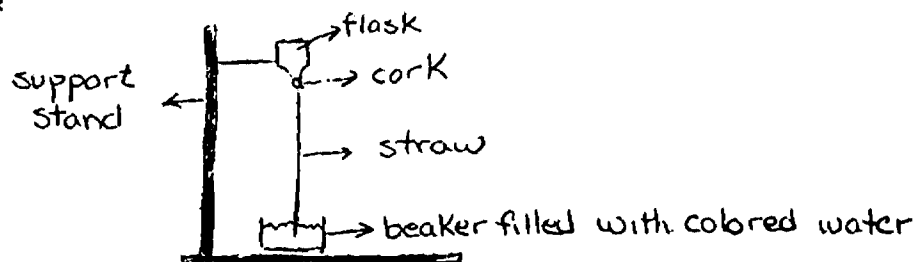 flask
cork
support
stand
straw
beaker filled with colored water